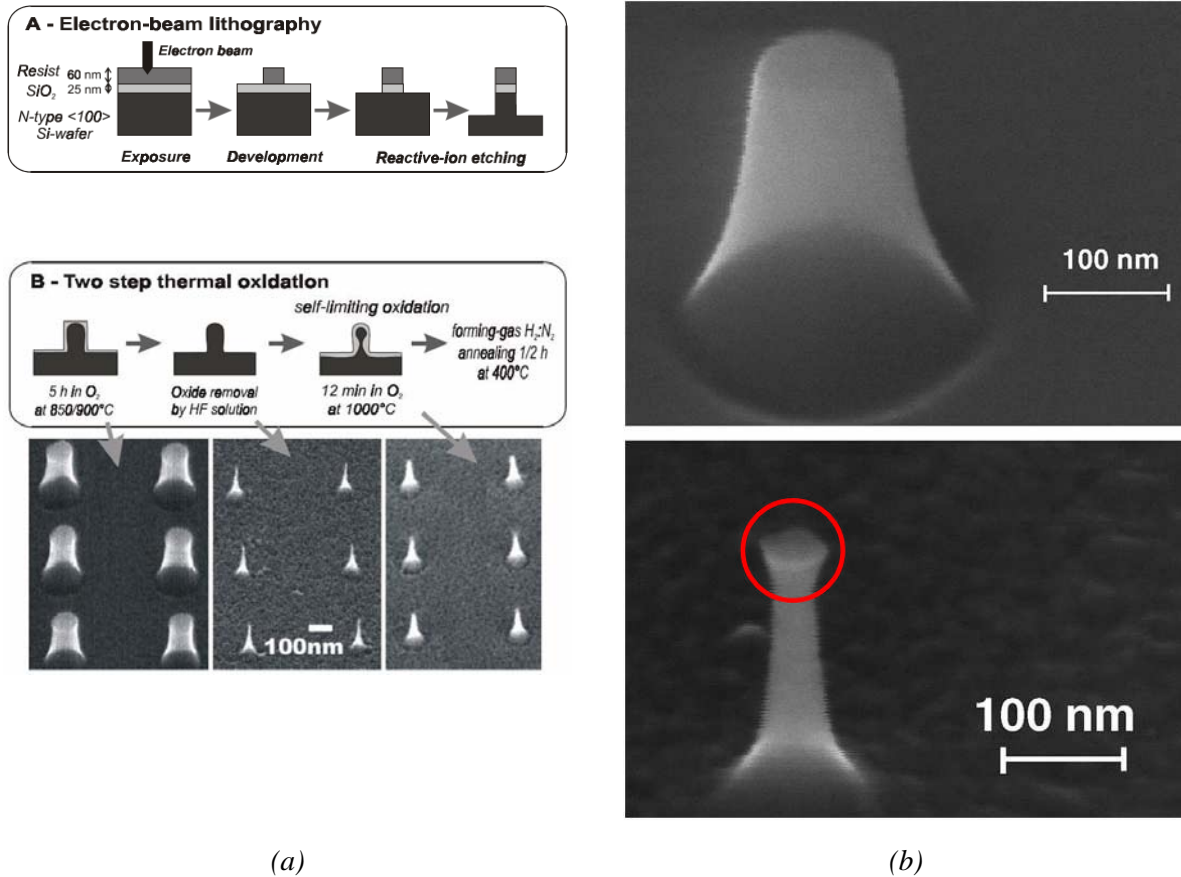 A - Electron-beam lithography
Electron beam
Resist
60 nm
SiO₂
25 nm
N-type <100>
Si-wafer
Exposure
Development
Reactive-ion etching
B - Two step thermal oxidation
self-limiting oxidation
forming-gas H₂:N₂
annealing 1/2 h
at 400°C
5 h in O₂
at 850/900°C
Oxide removal
by HF solution
12 min in O₂
at 1000°C
100nm
100 nm
100 nm
(a)
(b)